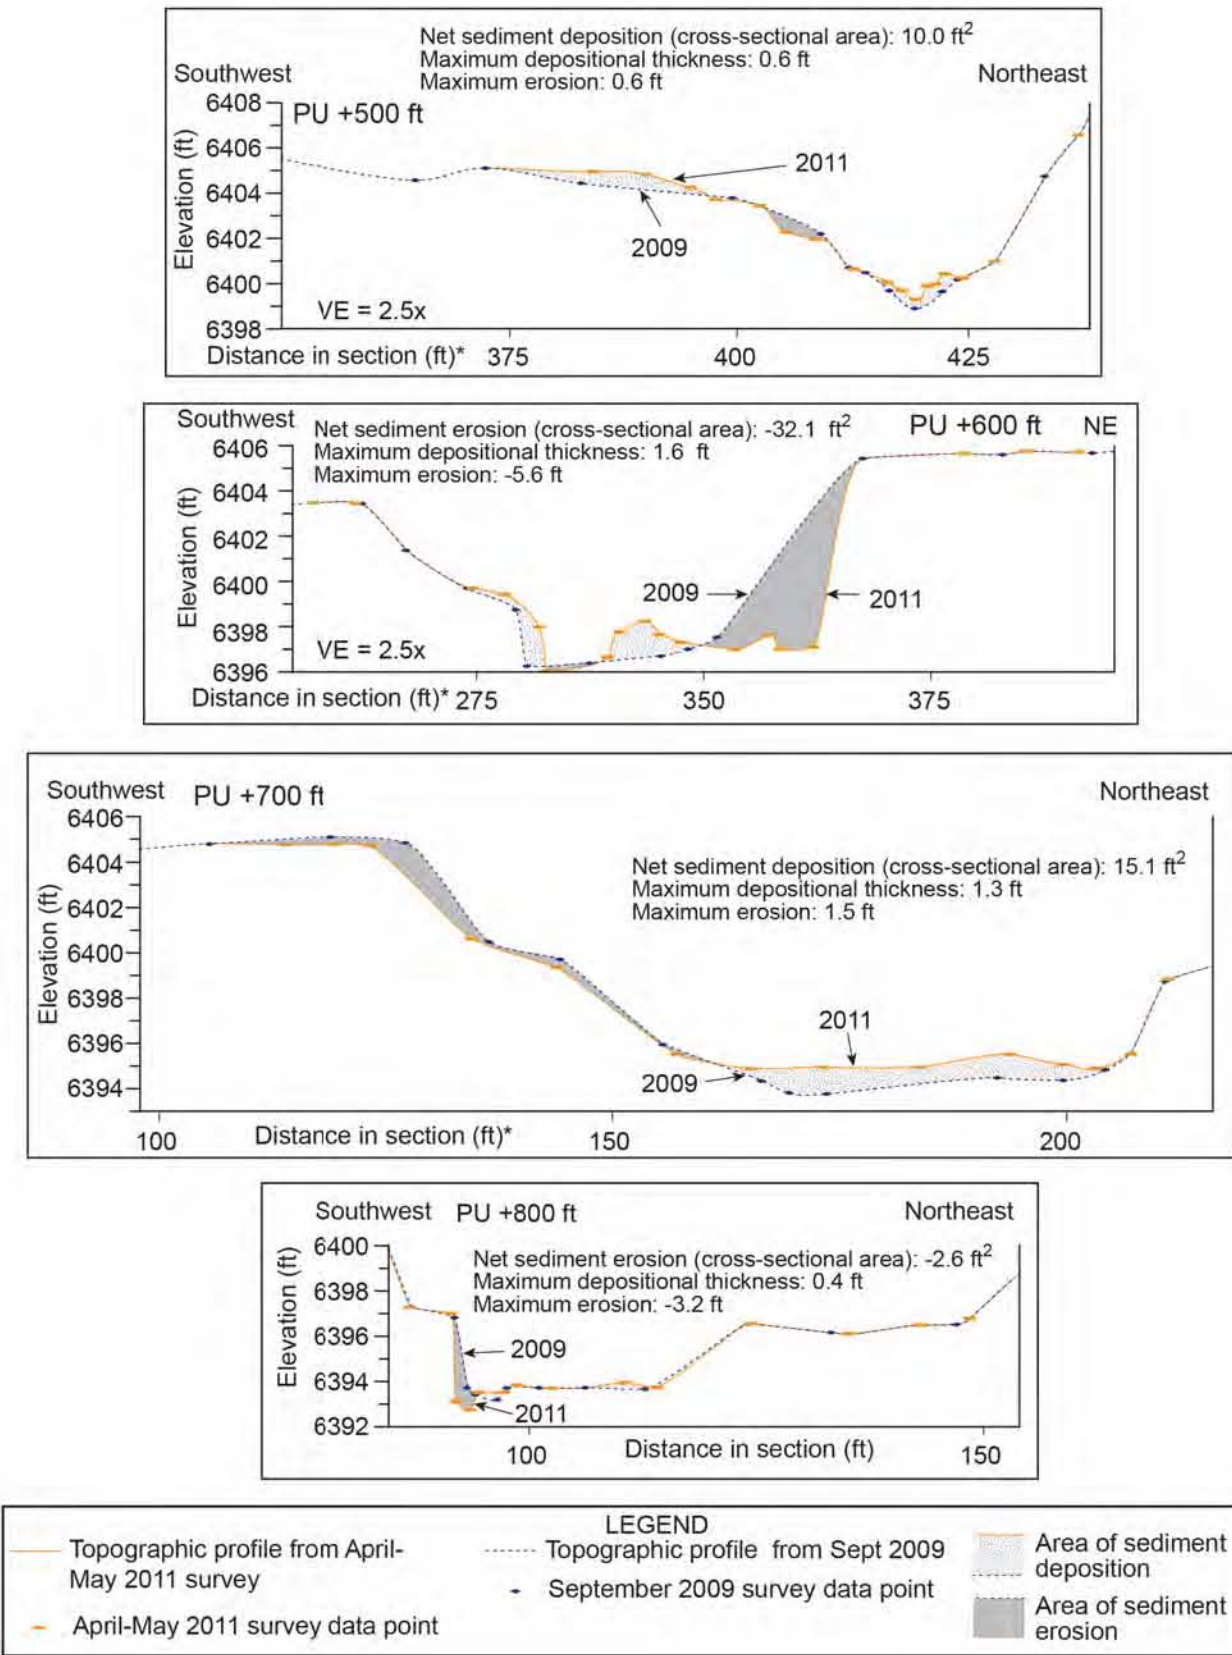 Net sediment deposition (cross-sectional area): 10.0 ft²
Maximum depositional thickness: 0.6 ft
Maximum erosion: 0.6 ft
Southwest
Northeast
PU +500 ft
Elevation (ft)
6408
6406
6404
6402
6400
6398
2011
2009
VE = 2.5x
Distance in section (ft)* 375 400 425
Southwest
Net sediment erosion (cross-sectional area): -32.1 ft²
Maximum depositional thickness: 1.6 ft
Maximum erosion: -5.6 ft
PU +600 ft NE
Elevation (ft)
6406
6404
6402
6400
6398
6396
2009
2011
VE = 2.5x
Distance in section (ft)* 275 350 375
Southwest PU +700 ft
Northeast
Elevation (ft)
6406
6404
6402
6400
6398
6396
6394
Net sediment deposition (cross-sectional area): 15.1 ft²
Maximum depositional thickness: 1.3 ft
Maximum erosion: 1.5 ft
2011
2009
100 Distance in section (ft)* 150 200
Southwest PU +800 ft Northeast
Elevation (ft)
6400
6398
6396
6394
6392
Net sediment erosion (cross-sectional area): -2.6 ft²
Maximum depositional thickness: 0.4 ft
Maximum erosion: -3.2 ft
2009
2011
100 Distance in section (ft) 150
LEGEND
Topographic profile from April-
May 2011 survey
April-May 2011 survey data point
Topographic profile from Sept 2009
September 2009 survey data point
Area of sediment
deposition
Area of sediment
erosion